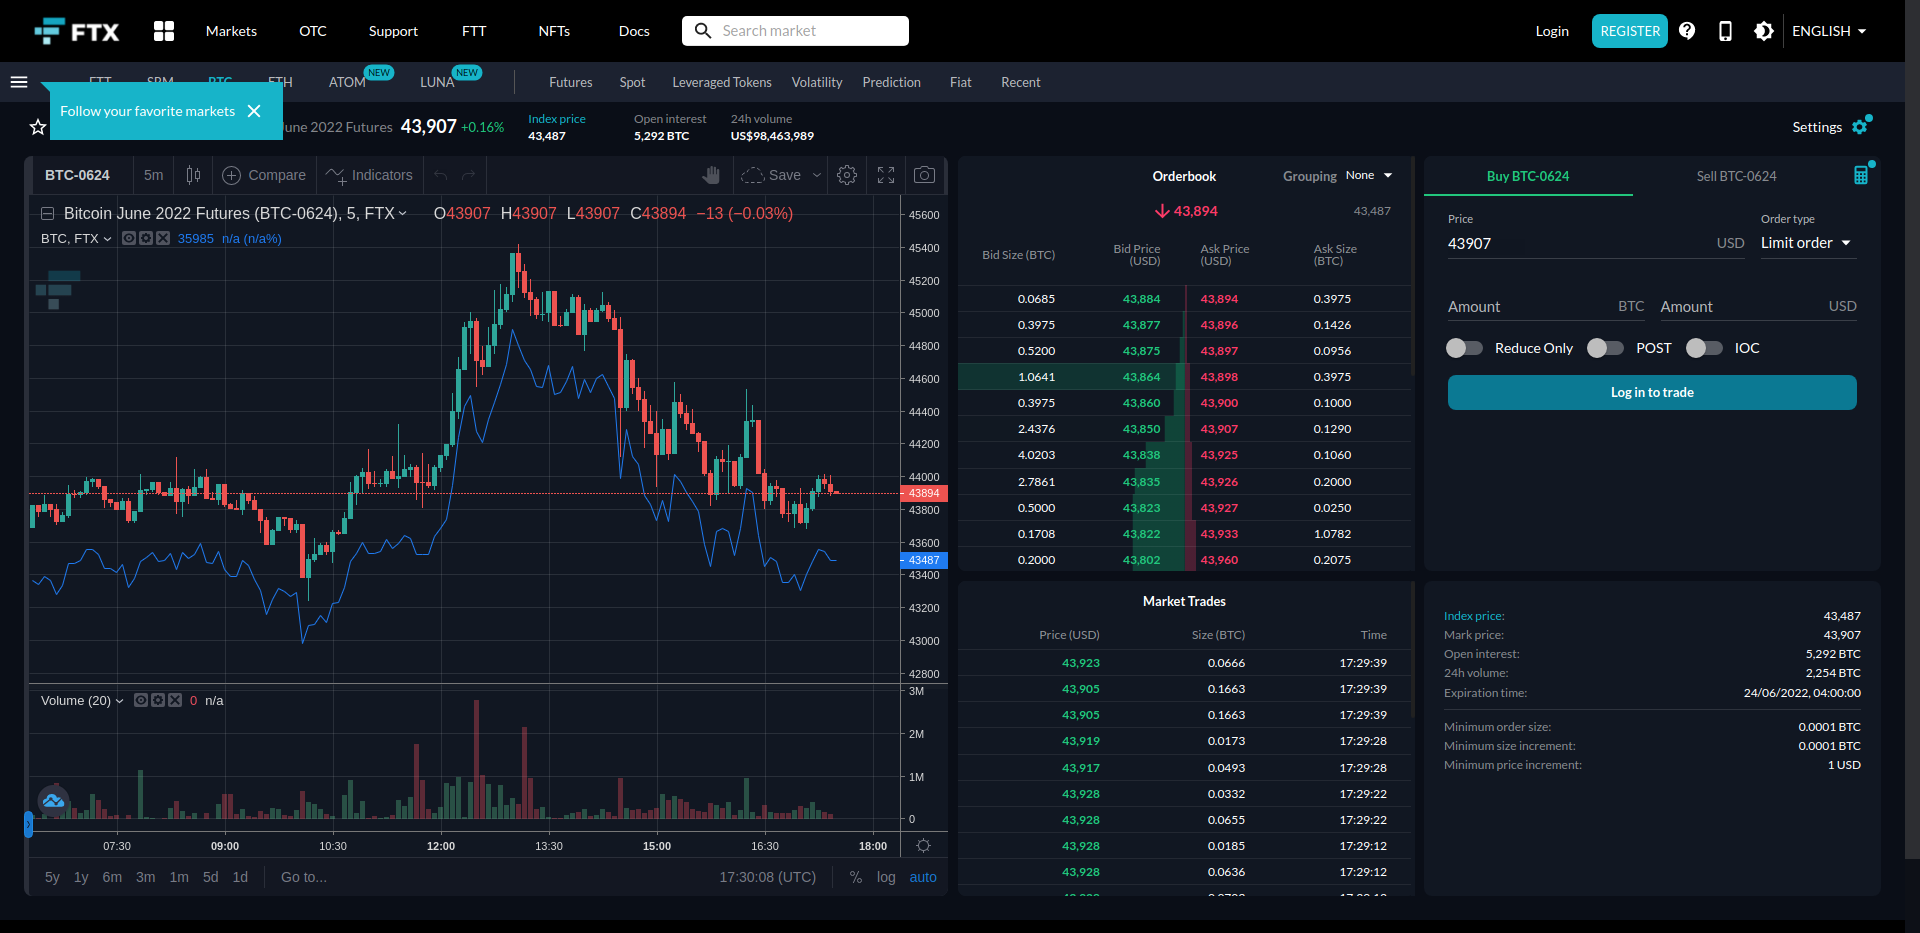 FTX Markets OTC Support FTT NFTs Docs Search market Login REGISTER ENGLISH
BTC ETH ATOM NEW LUNA NEW Futures Spot Leveraged Tokens Volatility Prediction Fiat Recent
Follow your favorite markets
June 2022 Futures 43,907 +0.16%
Index price
43,487
Open interest
5,292 BTC
24h volume
US$98,463,989
Settings
BTC-0624 5m Compare Indicators Save
Bitcoin June 2022 Futures (BTC-0624), 5, FTX O43907 H43907 L43907 C43894 −13 (−0.03%)
BTC, FTX 35985 n/a (n/a%)
45600
45400
45200
45000
44800
44600
44400
44200
44000
43894
43800
43600
43487
43400
43200
43000
42800
Volume (20) 0 n/a
3M
2M
1M
0
07:30 09:00 10:30 12:00 13:30 15:00 16:30 18:00
5y 1y 6m 3m 1m 5d 1d Go to... 17:30:08 (UTC) % log auto
Orderbook Grouping None
43,894 43,487
Bid Size (BTC) Bid Price (USD) Ask Price (USD) Ask Size (BTC)
0.0685 43,884 43,894 0.3975
0.3975 43,877 43,896 0.1426
0.5200 43,875 43,897 0.0956
1.0641 43,864 43,898 0.3975
0.3975 43,860 43,900 0.1000
2.4376 43,850 43,907 0.1290
4.0203 43,838 43,925 0.1060
2.7861 43,835 43,926 0.2000
0.5000 43,823 43,927 0.0250
0.1708 43,822 43,933 1.0782
0.2000 43,802 43,960 0.2075
Market Trades
Price (USD) Size (BTC) Time
43,923 0.0666 17:29:39
43,905 0.1663 17:29:39
43,905 0.1663 17:29:39
43,919 0.0173 17:29:28
43,917 0.0493 17:29:28
43,928 0.0332 17:29:22
43,928 0.0655 17:29:22
43,928 0.0185 17:29:12
43,928 0.0636 17:29:12
Buy BTC-0624 Sell BTC-0624
Price Order type
43907 USD Limit order
Amount BTC Amount USD
Reduce Only POST IOC
Log in to trade
Index price: 43,487
Mark price: 43,907
Open interest: 5,292 BTC
24h volume: 2,254 BTC
Expiration time: 24/06/2022, 04:00:00
Minimum order size: 0.0001 BTC
Minimum size increment: 0.0001 BTC
Minimum price increment: 1 USD